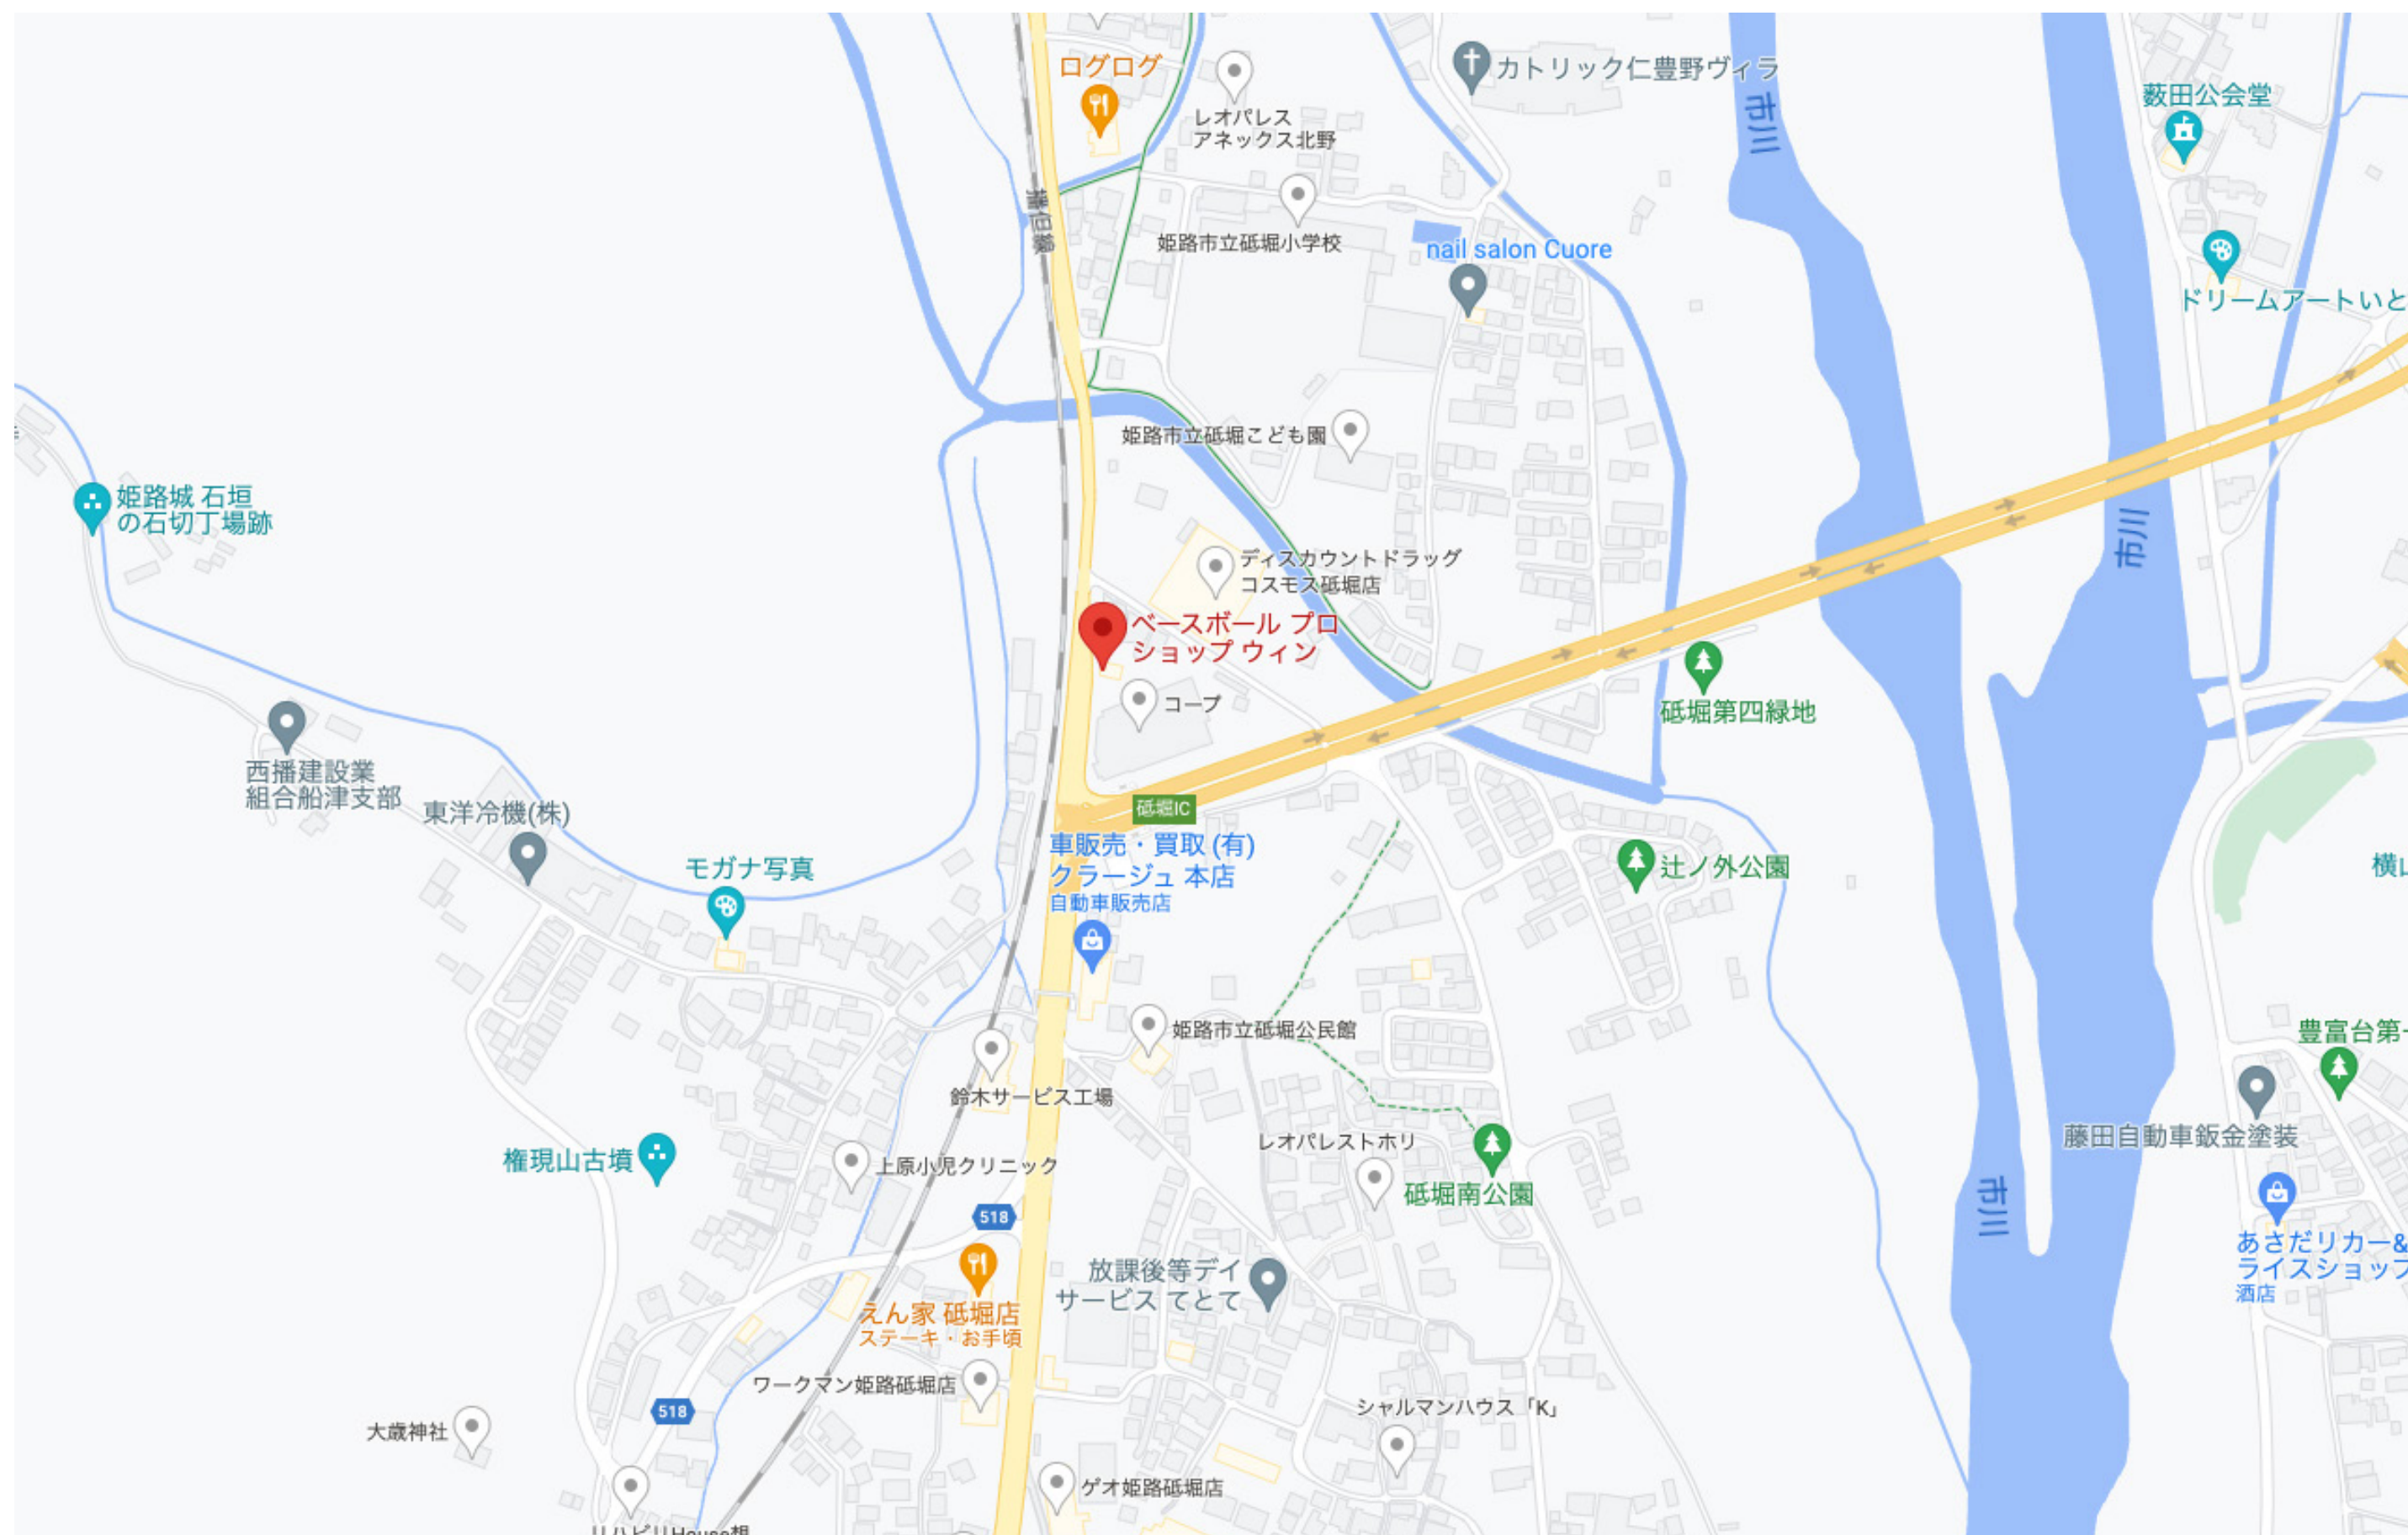 ログログ
レオパレス
アネックス北野
カトリック仁豊野ヴィラ
市川
薮田公会堂
播但線
姫路市立砥堀小学校
nail salon Cuore
ドリームアートいと
姫路市立砥堀こども園
姫路城 石垣
の石切丁場跡
市川
ディスカウントドラッグ
コスモス砥堀店
ベースボール プロ
ショップ ウィン
コープ
砥堀第四緑地
西播建設業
組合船津支部
東洋冷機(株)
砥堀IC
車販売・買取 (有)
クラージュ 本店
自動車販売店
モガナ写真
辻ノ外公園
横山
姫路市立砥堀公民館
豊富台第一
鈴木サービス工場
藤田自動車鈑金塗装
レオパレストホリ
権現山古墳
上原小児クリニック
砥堀南公園
市川
518
あさだリカー&
ライスショップ
酒店
放課後等デイ
サービス てとて
えん家 砥堀店
ステーキ・お手頃
ワークマン姫路砥堀店
518
シャルマンハウス「K」
大歳神社
ゲオ姫路砥堀店
リハビリHouse想